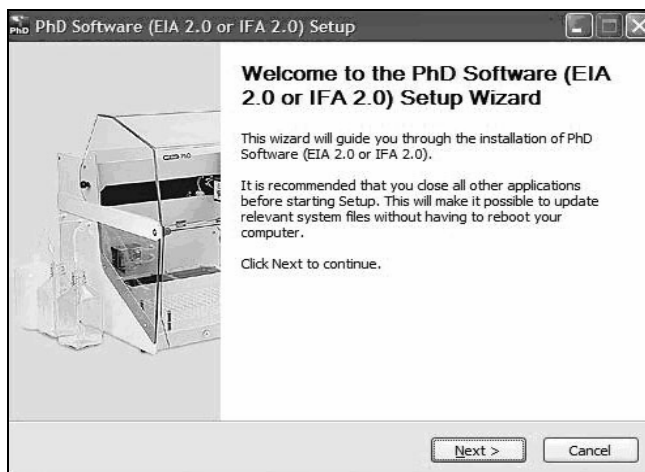 PhD PhD Software (EIA 2.0 or IFA 2.0) Setup
Welcome to the PhD Software (EIA
2.0 or IFA 2.0) Setup Wizard
This wizard will guide you through the installation of PhD
Software (EIA 2.0 or IFA 2.0).
It is recommended that you close all other applications
before starting Setup. This will make it possible to update
relevant system files without having to reboot your
computer.
Click Next to continue.
PhD
Next >
Cancel